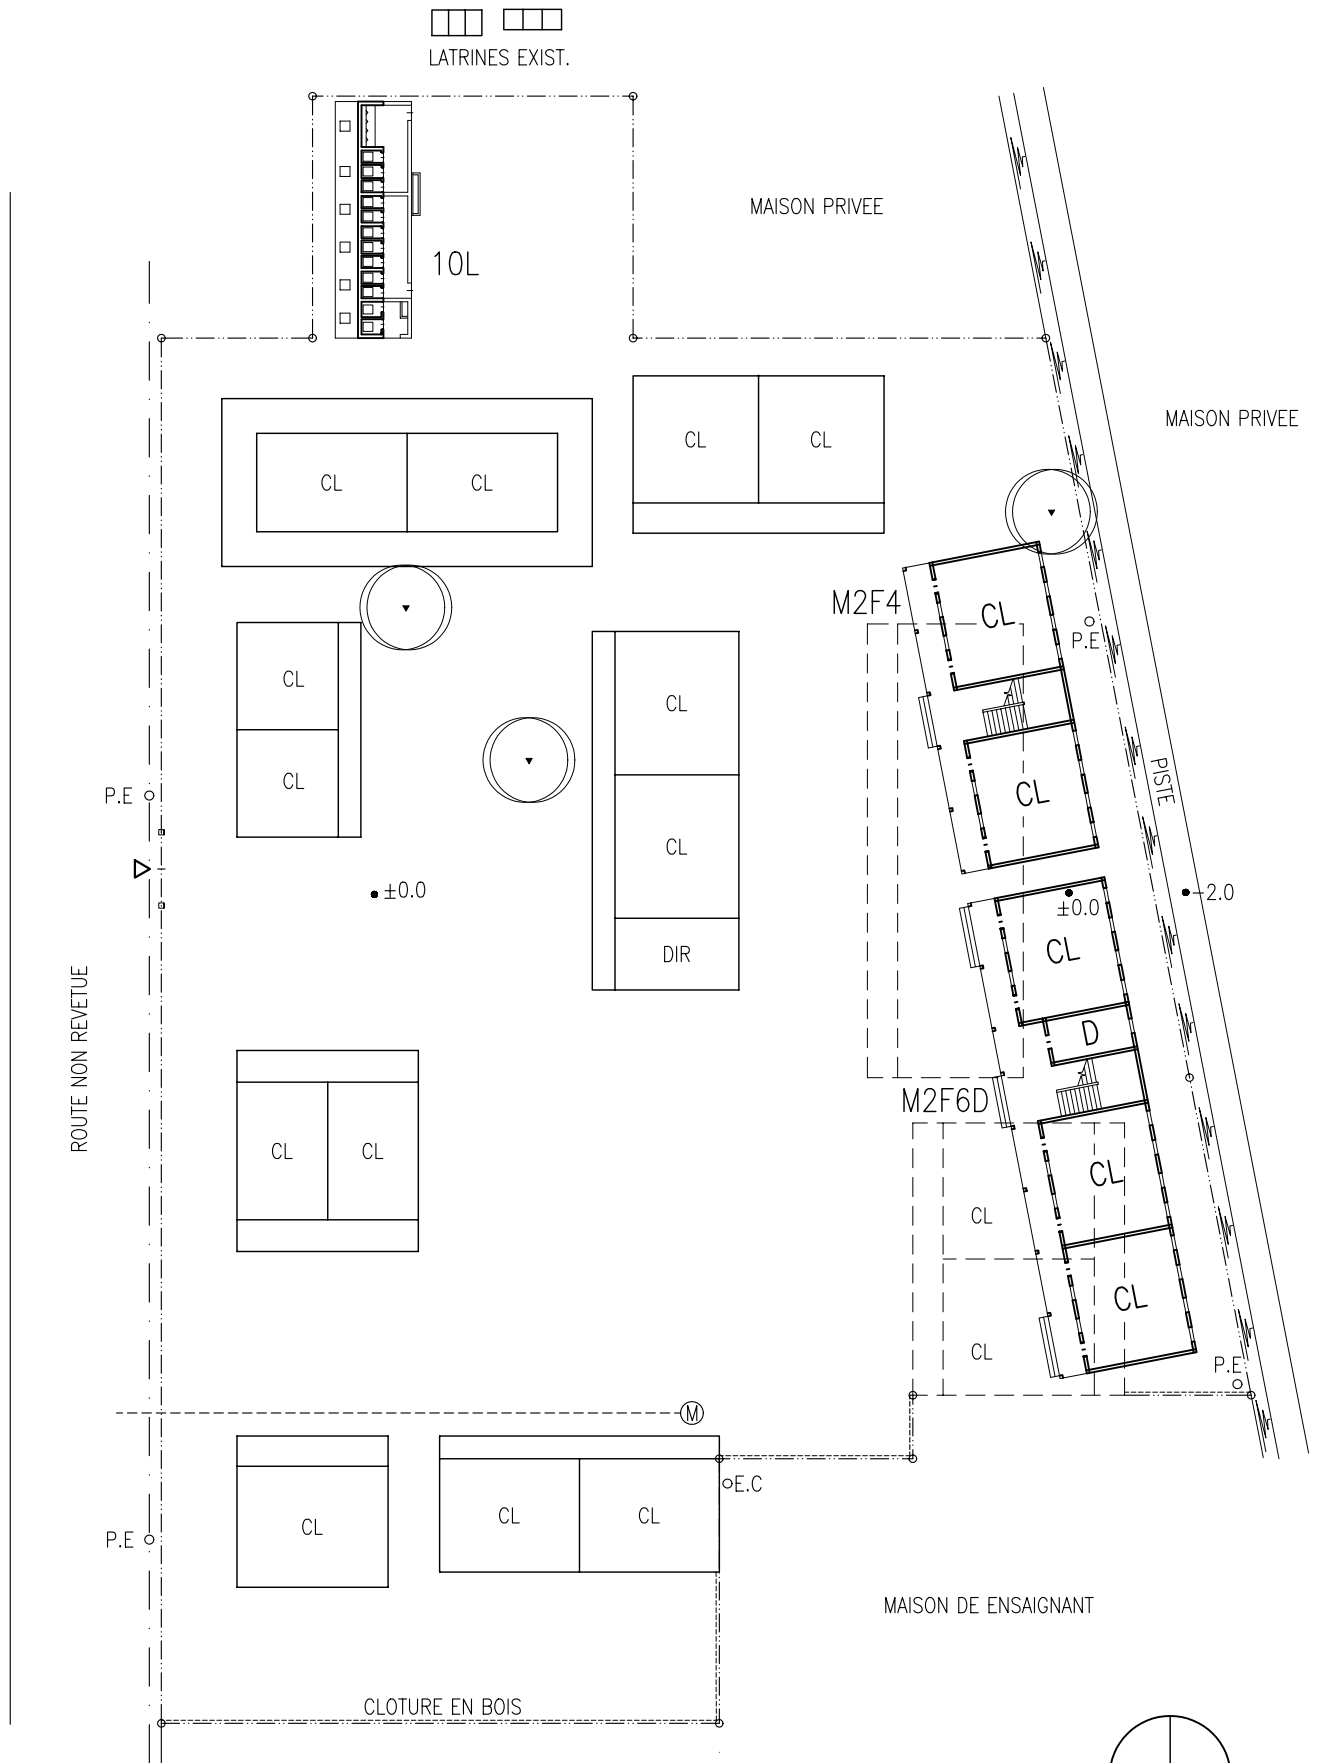 LATRINES EXIST.
MAISON PRIVEE
10L
MAISON PRIVEE
CL
CL
CL
CL
M2F4
CL
P.E
CL
CL
CL
CL
PISTE
P.E
CL
±0.0
±0.0
-2.0
CL
DIR
D
ROUTE NON REVETUE
M2F6D
CL
CL
CL
CL
CL
CL
P.E
M
E.C
CL
CL
CL
P.E
MAISON DE ENSAIGNANT
CLOTURE EN BOIS